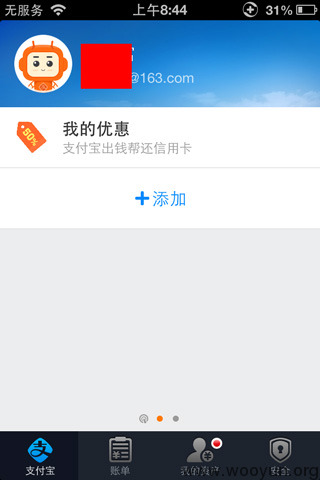 无服务 上午8:44 31%
@163.com
50%
我的优惠
支付宝出钱帮还信用卡
+添加
支付宝 账单 我的账户 安全
www.wooyun.org